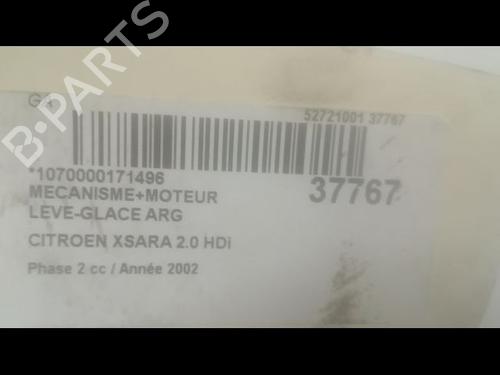 52721001 37767
*1070000171496
37767
MECANISME+MOTEUR
LEVE-GLACE ARG
CITROEN XSARA 2.0 HDi
Phase 2 cc / Année 2002
B-PARTS